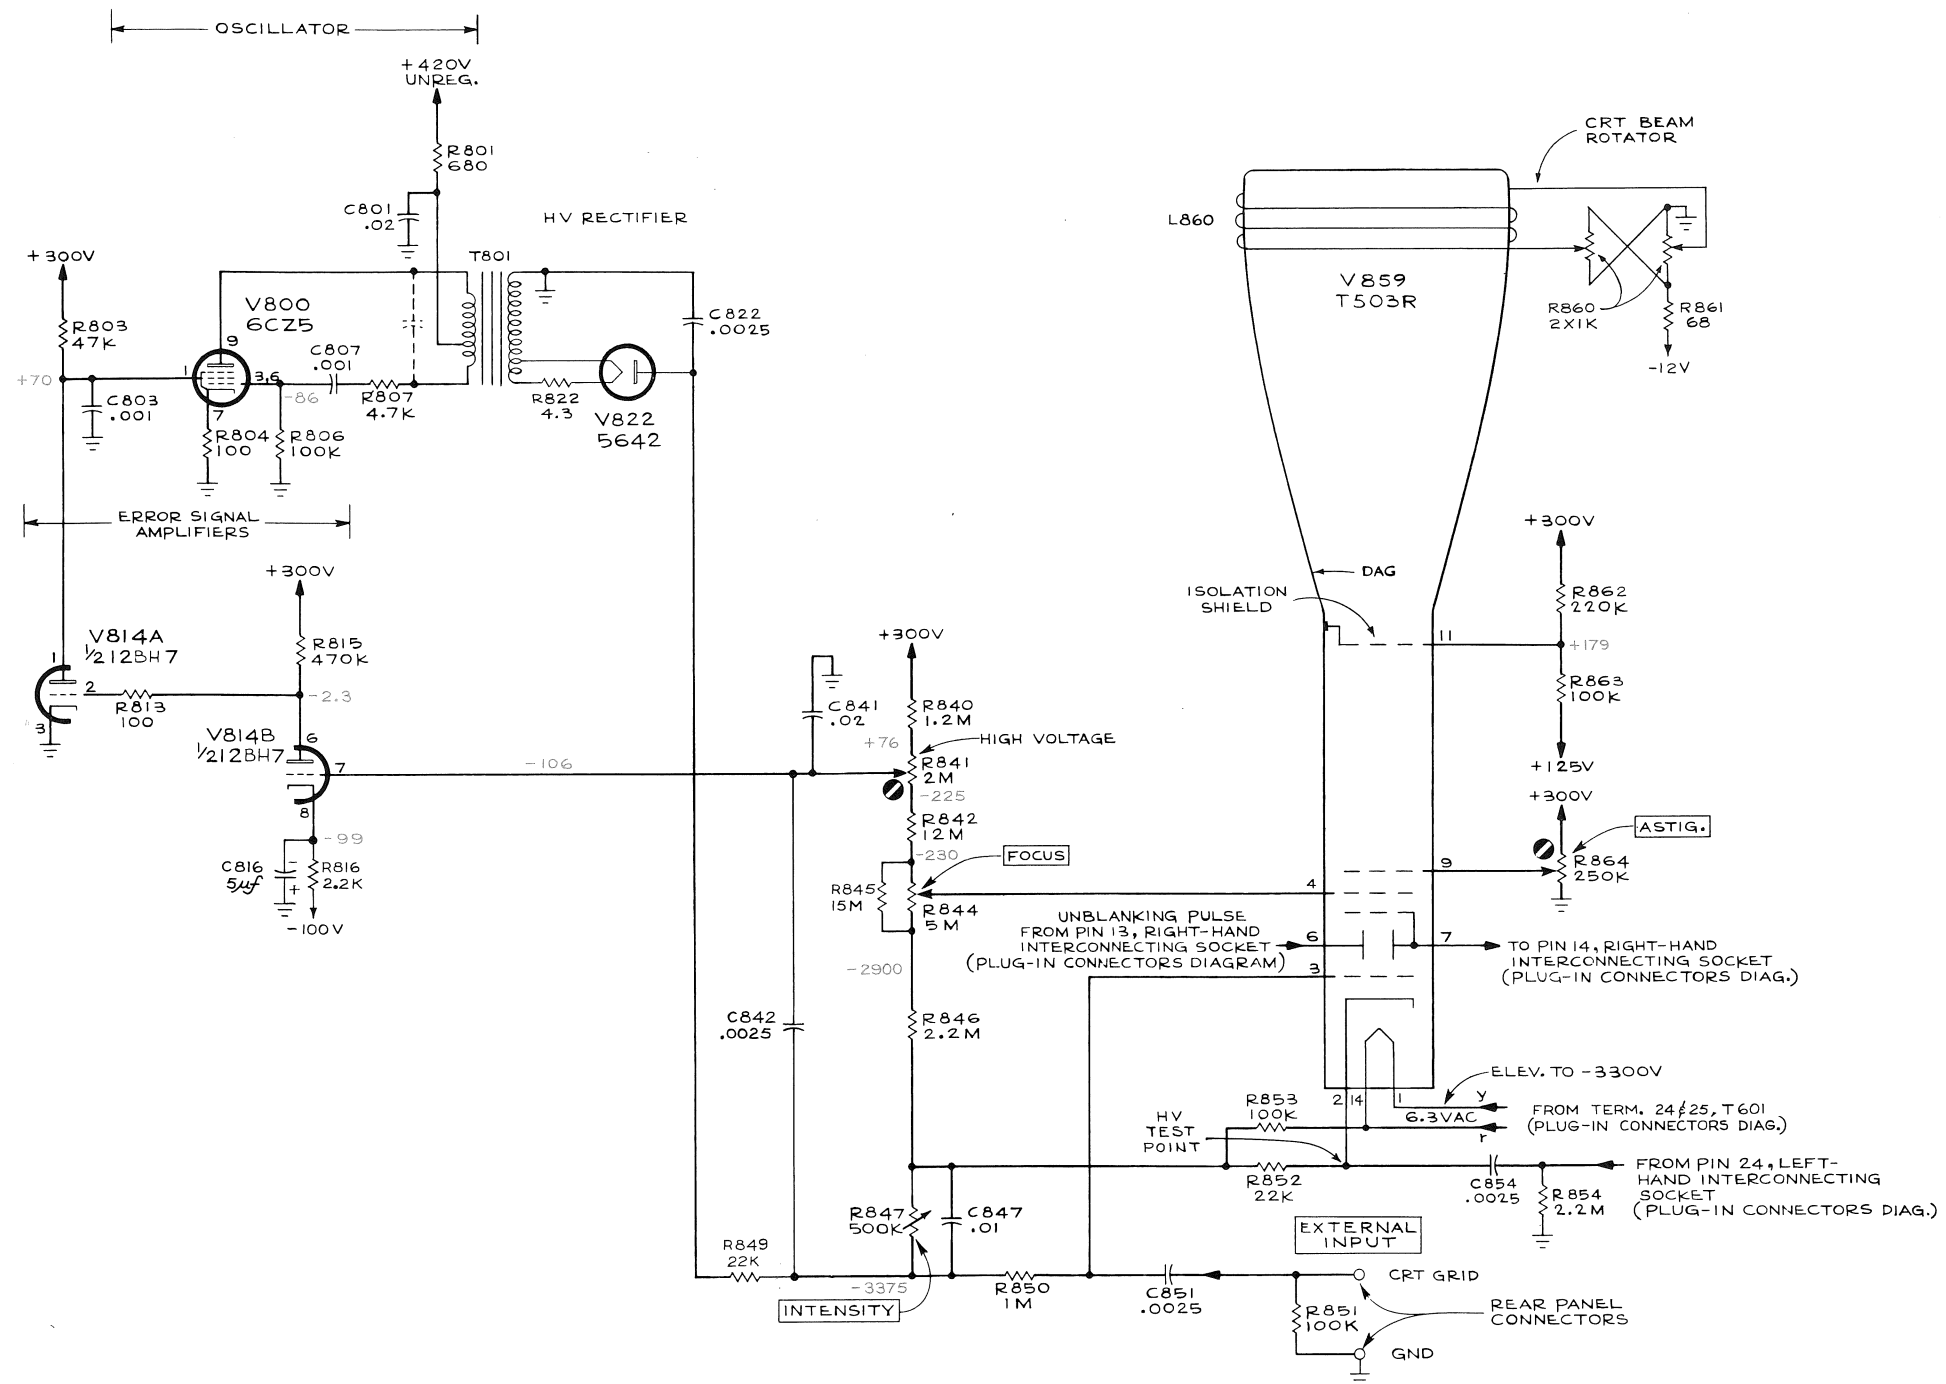 OSCILLATOR
+420V
UNREG.
R801
680
C801
.02
HV RECTIFIER
T801
+300V
R803
47K
+70
C803
.001
V800
6CZ5
9
1
3,6
7
-86
C807
.001
R807
4.7K
R804
100
R806
100K
R822
4.3
V822
5642
C822
.0025
ERROR SIGNAL
AMPLIFIERS
+300V
R815
470K
-2.3
V814A
1/2 12BH7
1
2
3
R813
100
V814B
1/2 12BH7
6
7
8
-106
-99
C816
5μf
+
R816
2.2K
-100V
C841
.02
+300V
R840
1.2M
+76
HIGH VOLTAGE
R841
2M
-225
R842
12M
-230
FOCUS
R845
15M
R844
5M
-2900
R846
2.2M
C842
.0025
R847
500K
C847
.01
R849
22K
-3375
INTENSITY
R850
1M
C851
.0025
EXTERNAL
INPUT
CRT GRID
R851
100K
REAR PANEL
CONNECTORS
GND
CRT BEAM
ROTATOR
L860
V859
T503R
R860
2X1K
R861
68
-12V
DAG
ISOLATION
SHIELD
11
+300V
R862
220K
+179
R863
100K
+125V
+300V
ASTIG.
R864
250K
9
4
UNBLANKING PULSE
FROM PIN 13, RIGHT-HAND
INTERCONNECTING SOCKET
(PLUG-IN CONNECTORS DIAGRAM)
6
7
3
TO PIN 14, RIGHT-HAND
INTERCONNECTING SOCKET
(PLUG-IN CONNECTORS DIAG.)
ELEV. TO -3300V
2
14
1
y
6.3VAC
r
FROM TERM. 24 & 25, T601
(PLUG-IN CONNECTORS DIAG.)
R853
100K
HV
TEST
POINT
R852
22K
C854
.0025
R854
2.2M
FROM PIN 24, LEFT-
HAND INTERCONNECTING
SOCKET
(PLUG-IN CONNECTORS DIAG.)